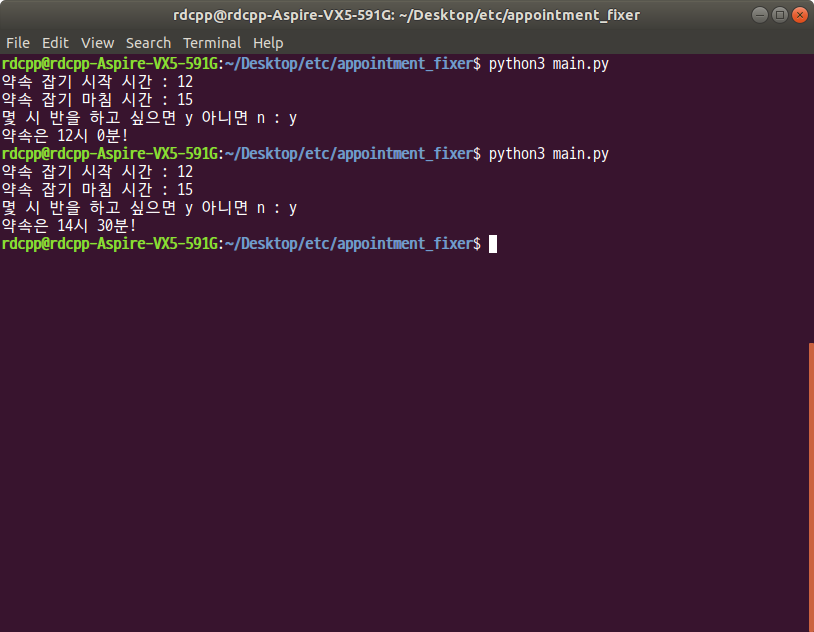 rdcpp@rdcpp-Aspire-VX5-591G: ~/Desktop/etc/appointment_fixer
File Edit View Search Terminal Help
rdcpp@rdcpp-Aspire-VX5-591G:~/Desktop/etc/appointment_fixer$ python3 main.py
약속 잡기 시작 시간 : 12
약속 잡기 마침 시간 : 15
몇 시 반을 하고 싶으면 y 아니면 n : y
약속은 12시 0분!
rdcpp@rdcpp-Aspire-VX5-591G:~/Desktop/etc/appointment_fixer$ python3 main.py
약속 잡기 시작 시간 : 12
약속 잡기 마침 시간 : 15
몇 시 반을 하고 싶으면 y 아니면 n : y
약속은 14시 30분!
rdcpp@rdcpp-Aspire-VX5-591G:~/Desktop/etc/appointment_fixer$